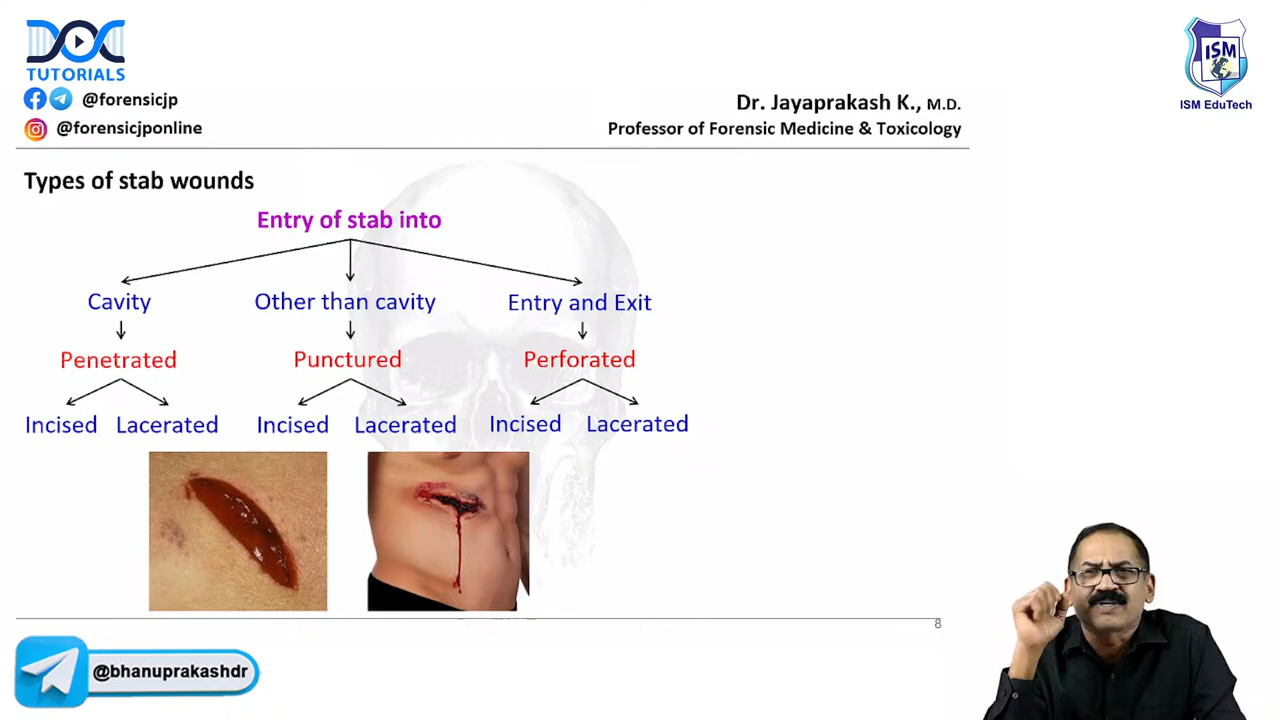 DOC
TUTORIALS
@forensicjp
@forensicjponline
Dr. Jayaprakash K., M.D.
Professor of Forensic Medicine & Toxicology
ISM
ISM EduTech
Types of stab wounds
Entry of stab into
Cavity Other than cavity Entry and Exit
Penetrated Punctured Perforated
Incised Lacerated Incised Lacerated Incised Lacerated
8
@bhanuprakashdr